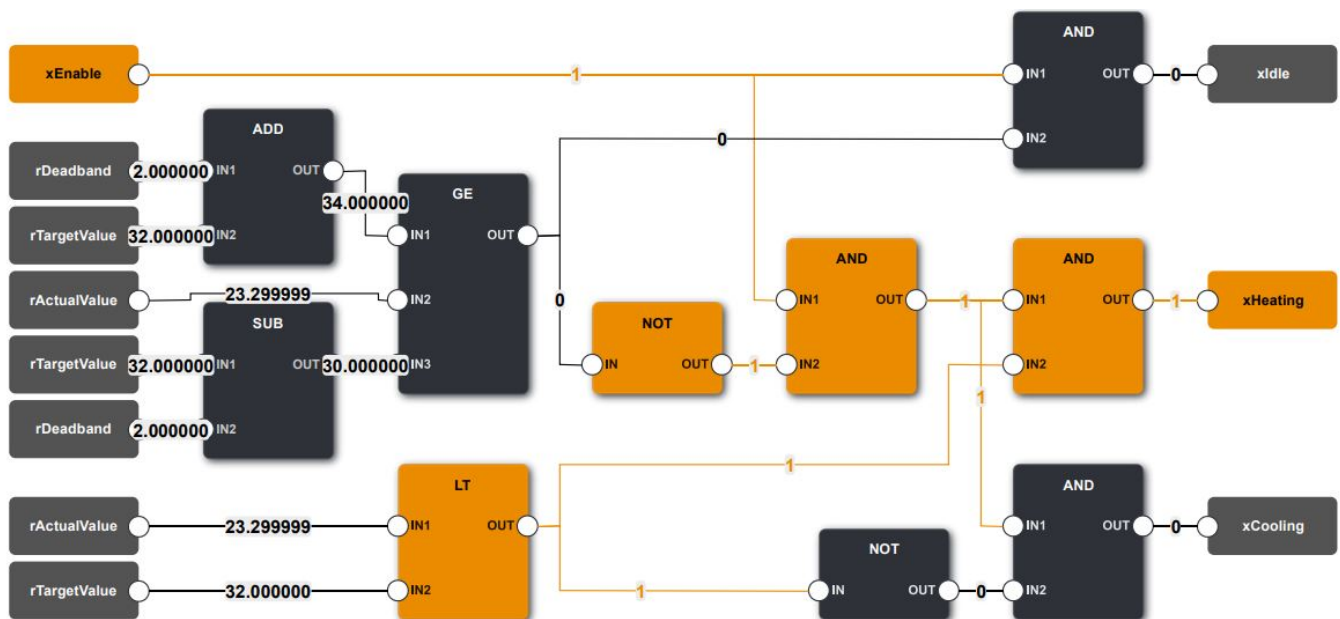 AND
xEnable
1
IN1
OUT
0
xIdle
ADD
IN2
0
rDeadband
2.000000
IN1
OUT
34.000000
GE
rTargetValue
32.000000
IN2
IN1
OUT
AND
AND
rActualValue
23.299999
IN2
0
IN1
OUT
1
IN1
OUT
1
xHeating
SUB
NOT
rTargetValue
32.000000
IN1
OUT
30.000000
IN3
IN
OUT
1
IN2
IN2
1
rDeadband
2.000000
IN2
LT
1
AND
rActualValue
23.299999
IN1
OUT
IN1
OUT
0
xCooling
NOT
rTargetValue
32.000000
IN2
1
IN
OUT
0
IN2